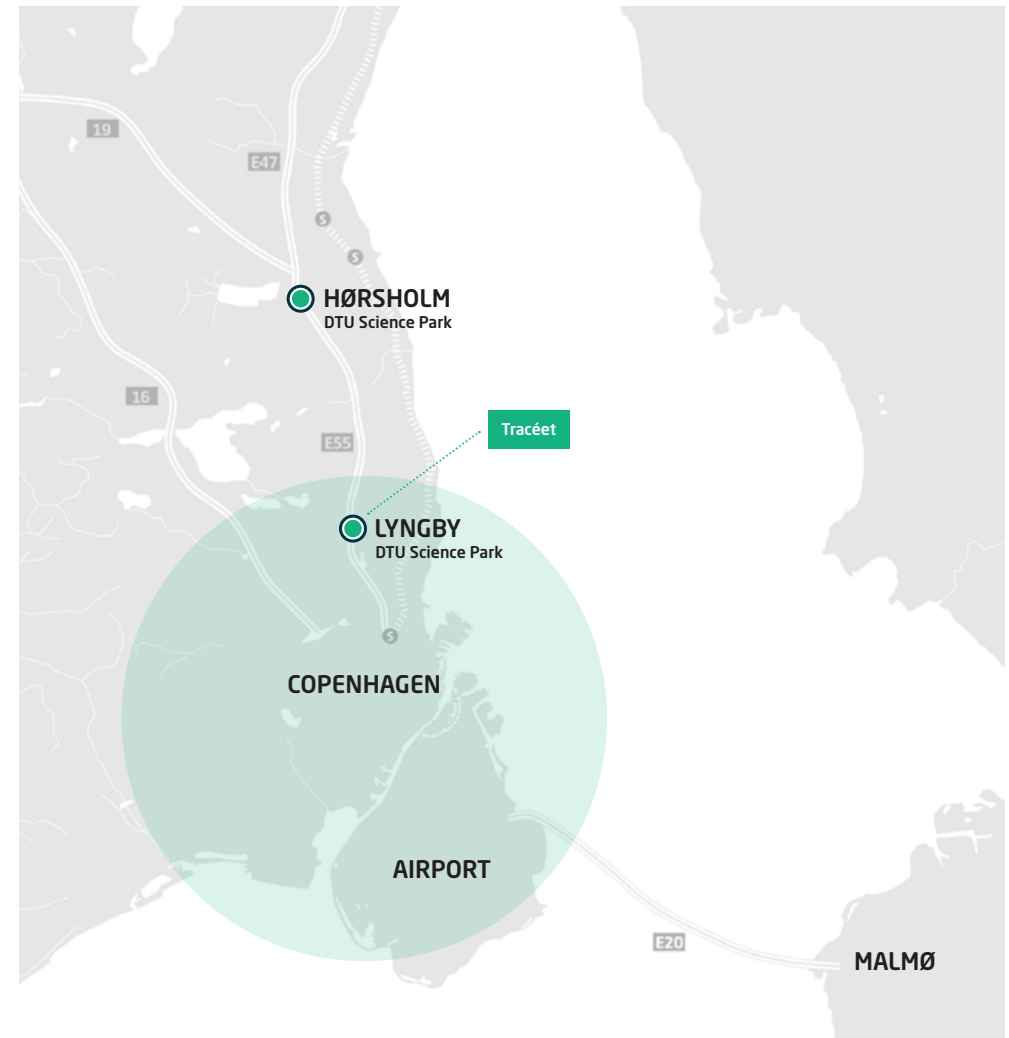 19
E47
S
S
HØRSHOLM
DTU Science Park
16
Tracéet
E55
LYNGBY
DTU Science Park
S
COPENHAGEN
AIRPORT
E20
MALMØ